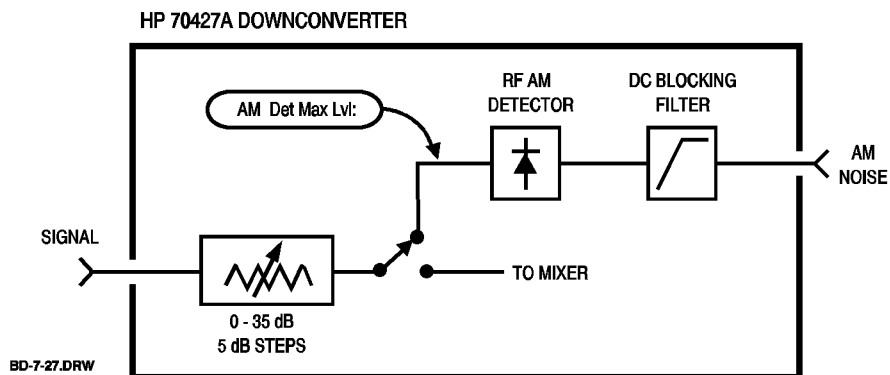 HP 70427A DOWNCONVERTER
AM Det Max Lvl:
RF AM
DETECTOR
DC BLOCKING
FILTER
AM
NOISE
SIGNAL
TO MIXER
0 - 35 dB
5 dB STEPS
BD-7-27.DRW